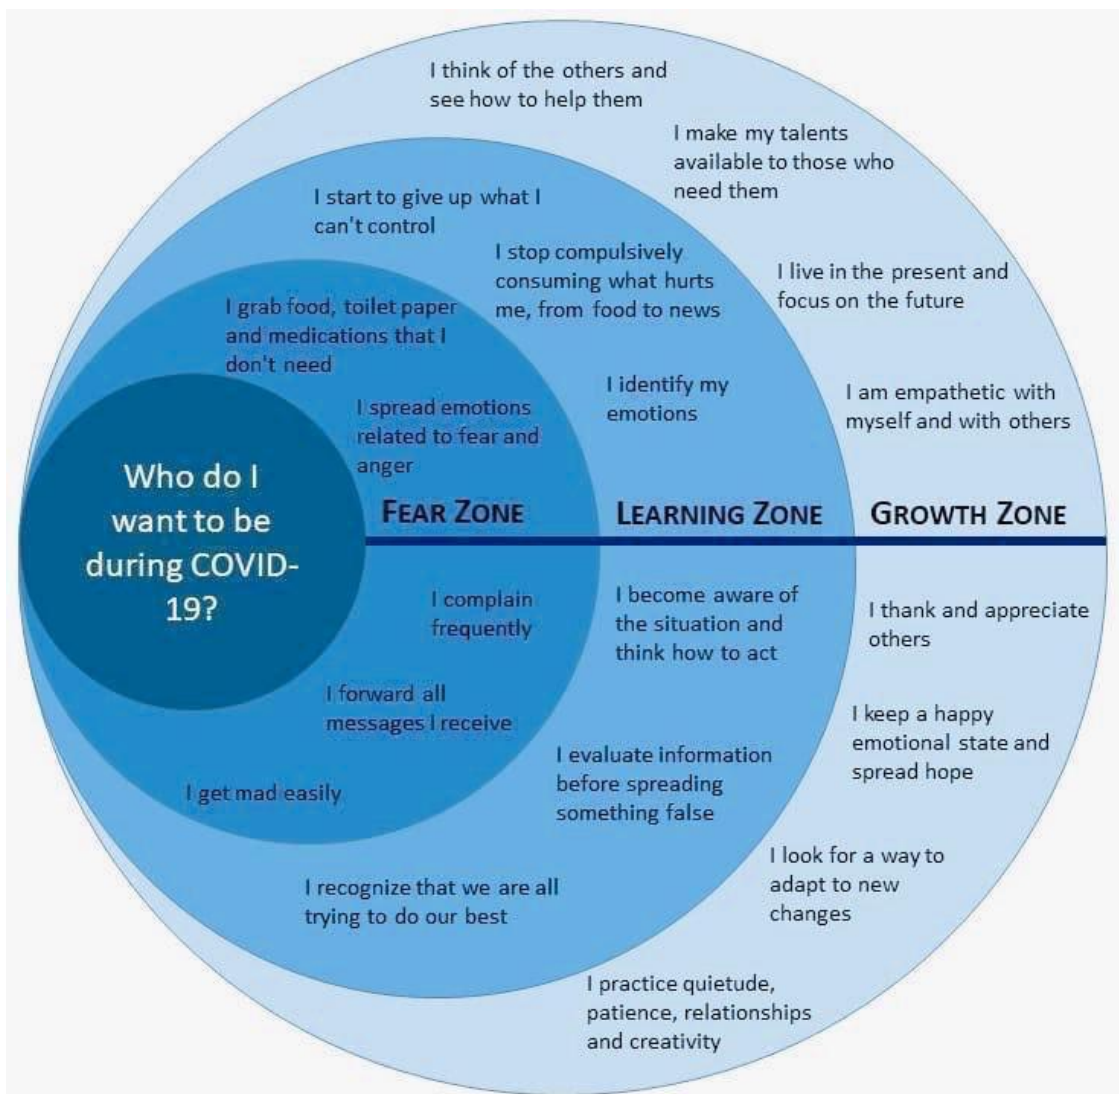 I think of the others and
see how to help them
I make my talents
available to those who
need them
I start to give up what I
can't control
I stop compulsively
consuming what hurts
me, from food to news
I live in the present and
focus on the future
I grab food, toilet paper
and medications that I
don't need
I identify my
emotions
I am empathetic with
myself and with others
I spread emotions
related to fear and
anger
Who do I
want to be
during COVID-
19?
FEAR ZONE
LEARNING ZONE
GROWTH ZONE
I complain
frequently
I become aware of
the situation and
think how to act
I thank and appreciate
others
I forward all
messages I receive
I keep a happy
emotional state and
spread hope
I evaluate information
before spreading
something false
I get mad easily
I look for a way to
adapt to new
changes
I recognize that we are all
trying to do our best
I practice quietude,
patience, relationships
and creativity